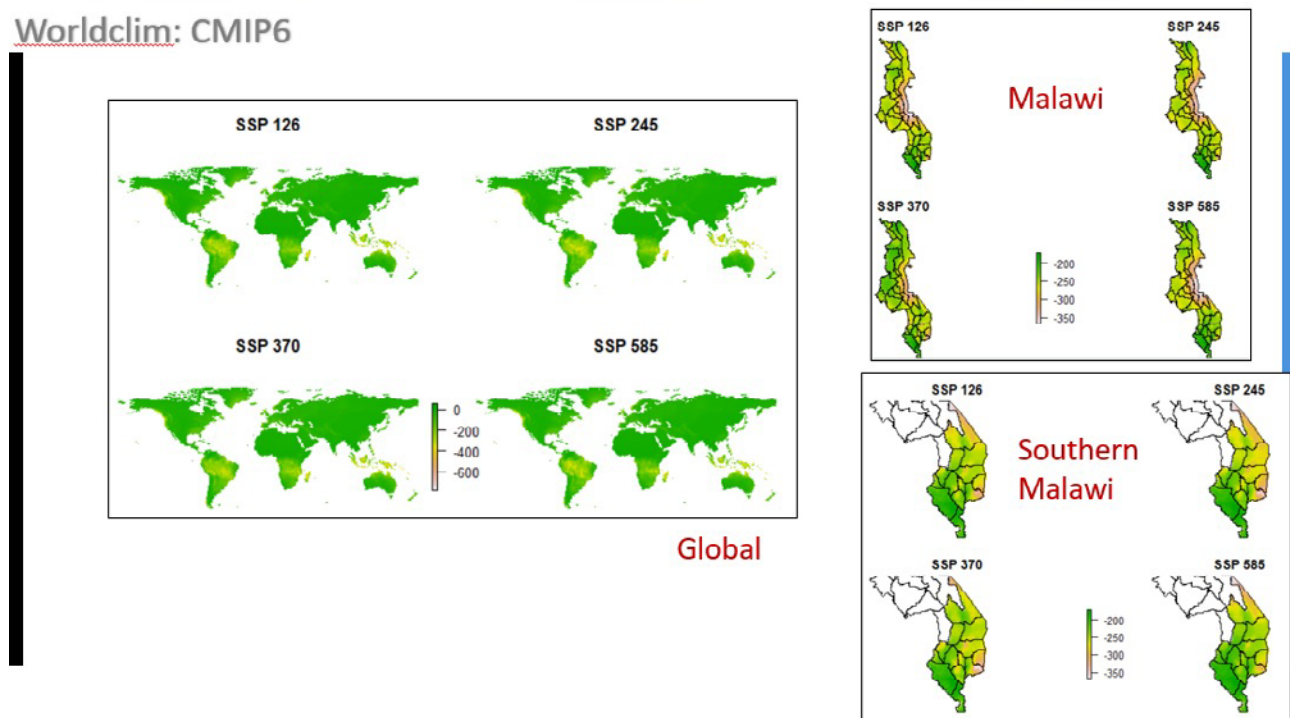 Worldclim: CMIP6
SSP 126
SSP 245
SSP 370
SSP 585
0
-200
-400
-600
Global
SSP 126
SSP 245
Malawi
SSP 370
SSP 585
-200
-250
-300
-350
SSP 126
SSP 245
Southern
Malawi
SSP 370
SSP 585
-200
-250
-300
-350